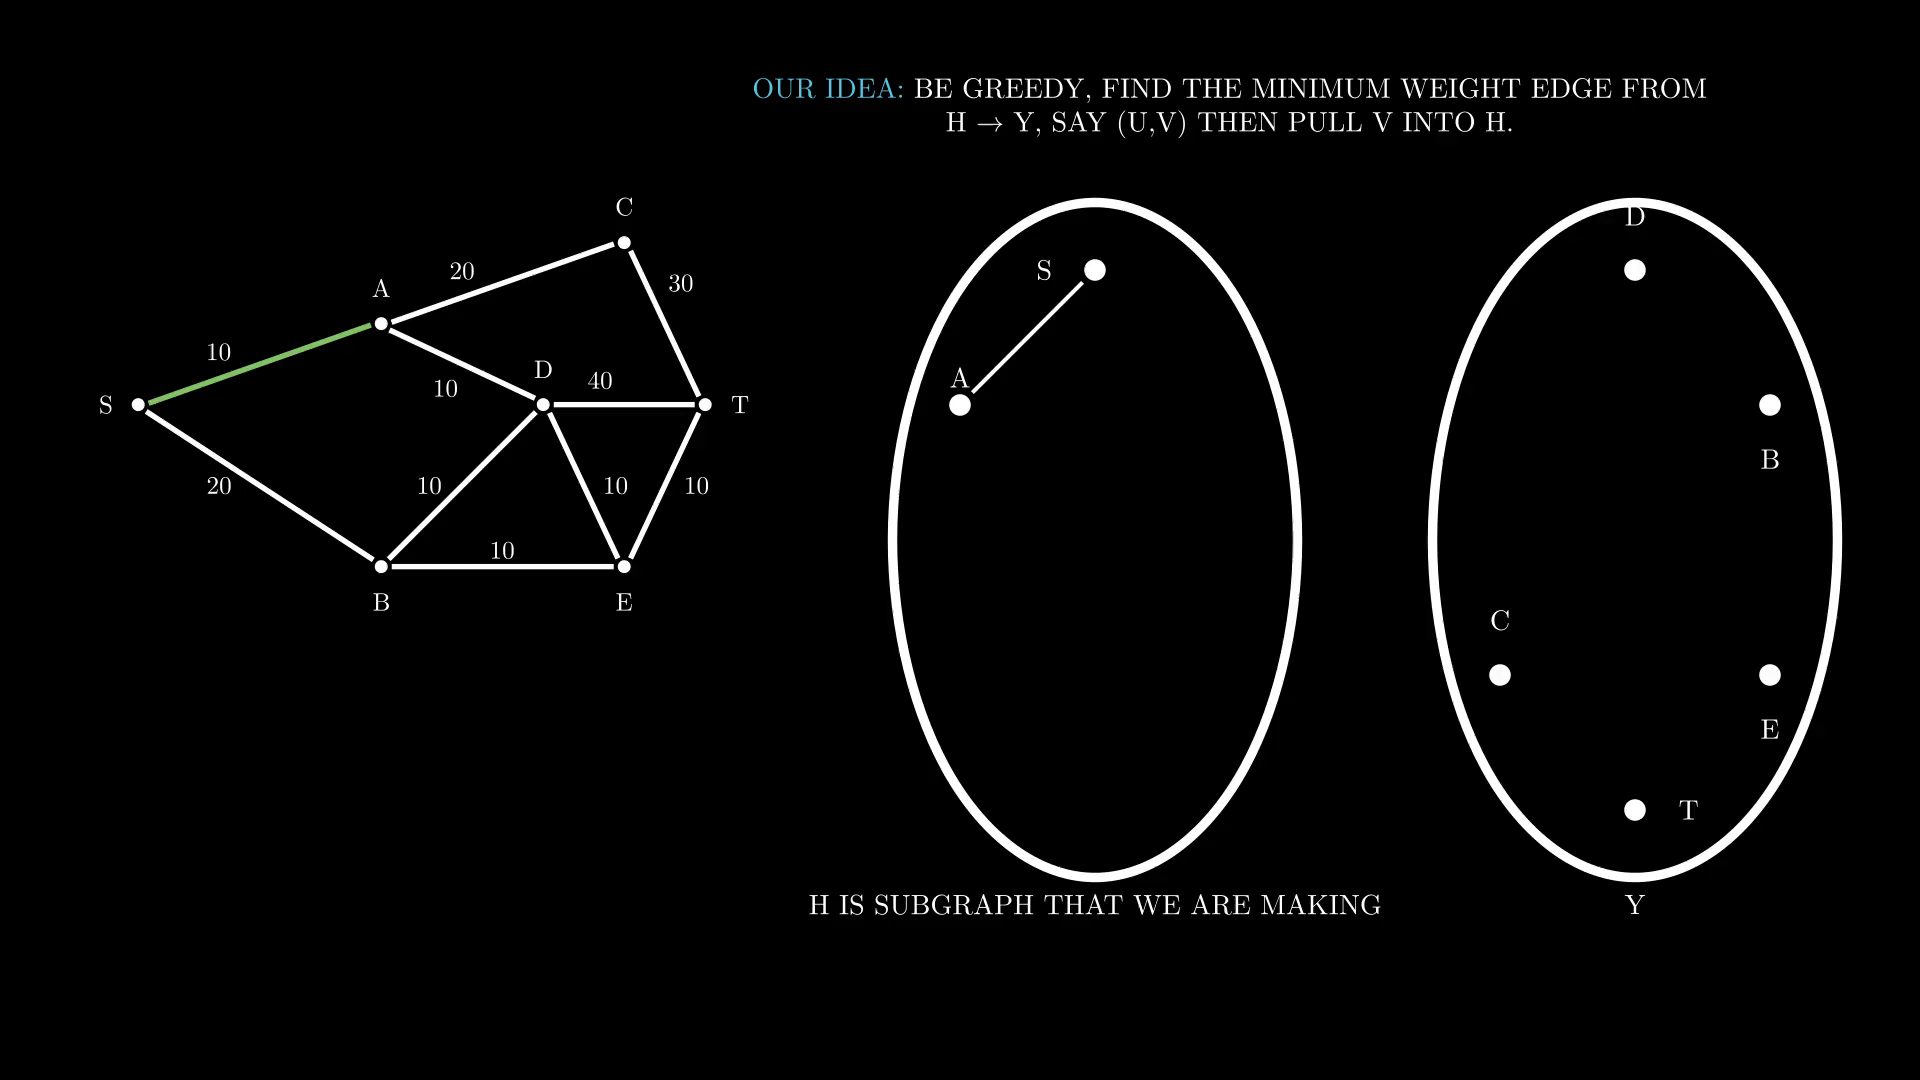 OUR IDEA: BE GREEDY, FIND THE MINIMUM WEIGHT EDGE FROM
H → Y, SAY (U,V) THEN PULL V INTO H.
C
20
30
A
10
D
10
40
S
T
20
10
10
10
10
B
E
S
A
D
B
C
E
T
H IS SUBGRAPH THAT WE ARE MAKING
Y